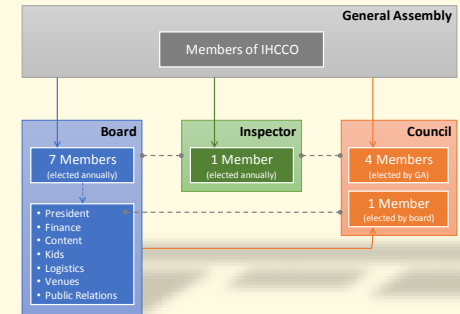 General Assembly
Members of IHCCO
Board
7 Members
(elected annually)
• President
• Finance
• Content
• Kids
• Logistics
• Venues
• Public Relations
Inspector
1 Member
(elected annually)
Council
4 Members
(elected by GA)
1 Member
(elected by board)